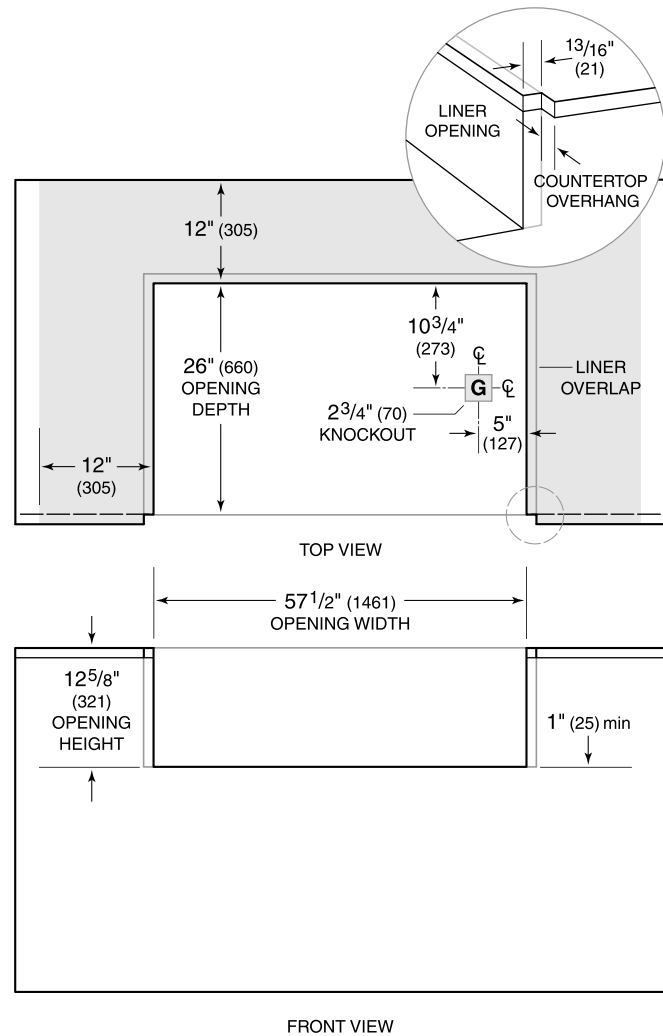 13/16"
(21)
LINER
OPENING
COUNTERTOP
OVERHANG
12" (305)
26" (660)
OPENING
DEPTH
10 3/4"
(273)
℄
G ℄
2 3/4" (70)
KNOCKOUT
5"
(127)
LINER
OVERLAP
12"
(305)
TOP VIEW
57 1/2" (1461)
OPENING WIDTH
12 5/8"
(321)
OPENING
HEIGHT
1" (25) min
FRONT VIEW